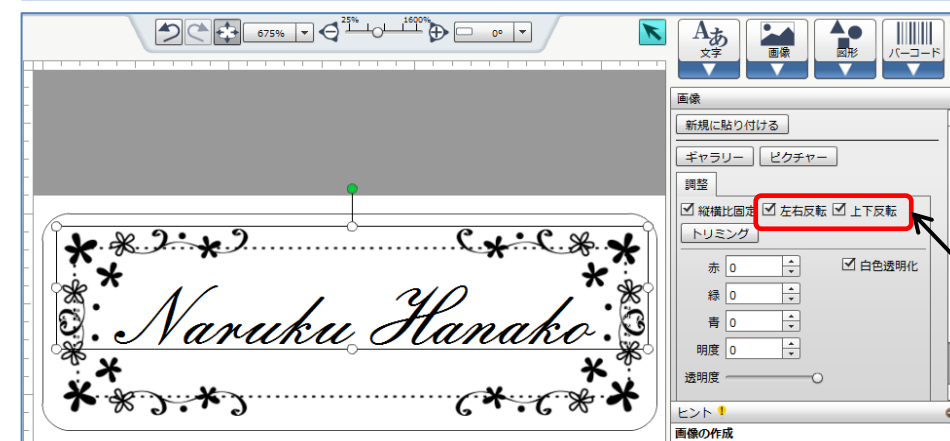 675% 25% 1600% 0°
Aあ 文字 画像 図形 バーコード
画像
新規に貼り付ける
ギャラリー ピクチャー
調整
縦横比固定 左右反転 上下反転
トリミング
赤 0 白色透明化
緑 0
青 0
明度 0
透明度
Naruku Hanako
ヒント
画像の作成